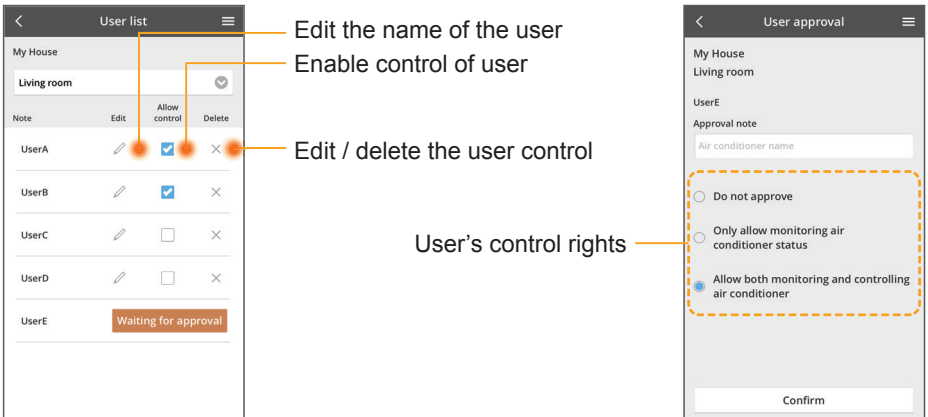 User list
My House
Living room
Note Edit Allow control Delete
UserA
UserB
UserC
UserD
UserE Waiting for approval
Edit the name of the user
Enable control of user
Edit / delete the user control
User's control rights
User approval
My House
Living room
UserE
Approval note
Air conditioner name
Do not approve
Only allow monitoring air
conditioner status
Allow both monitoring and controlling
air conditioner
Confirm